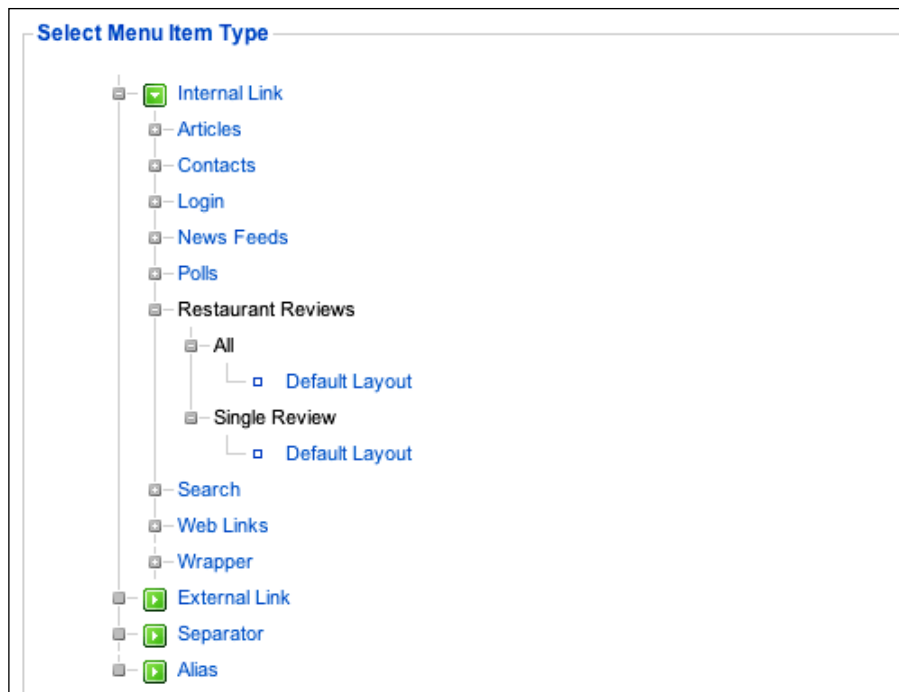 Select Menu Item Type
Internal Link
Articles
Contacts
Login
News Feeds
Polls
Restaurant Reviews
All
Default Layout
Single Review
Default Layout
Search
Web Links
Wrapper
External Link
Separator
Alias